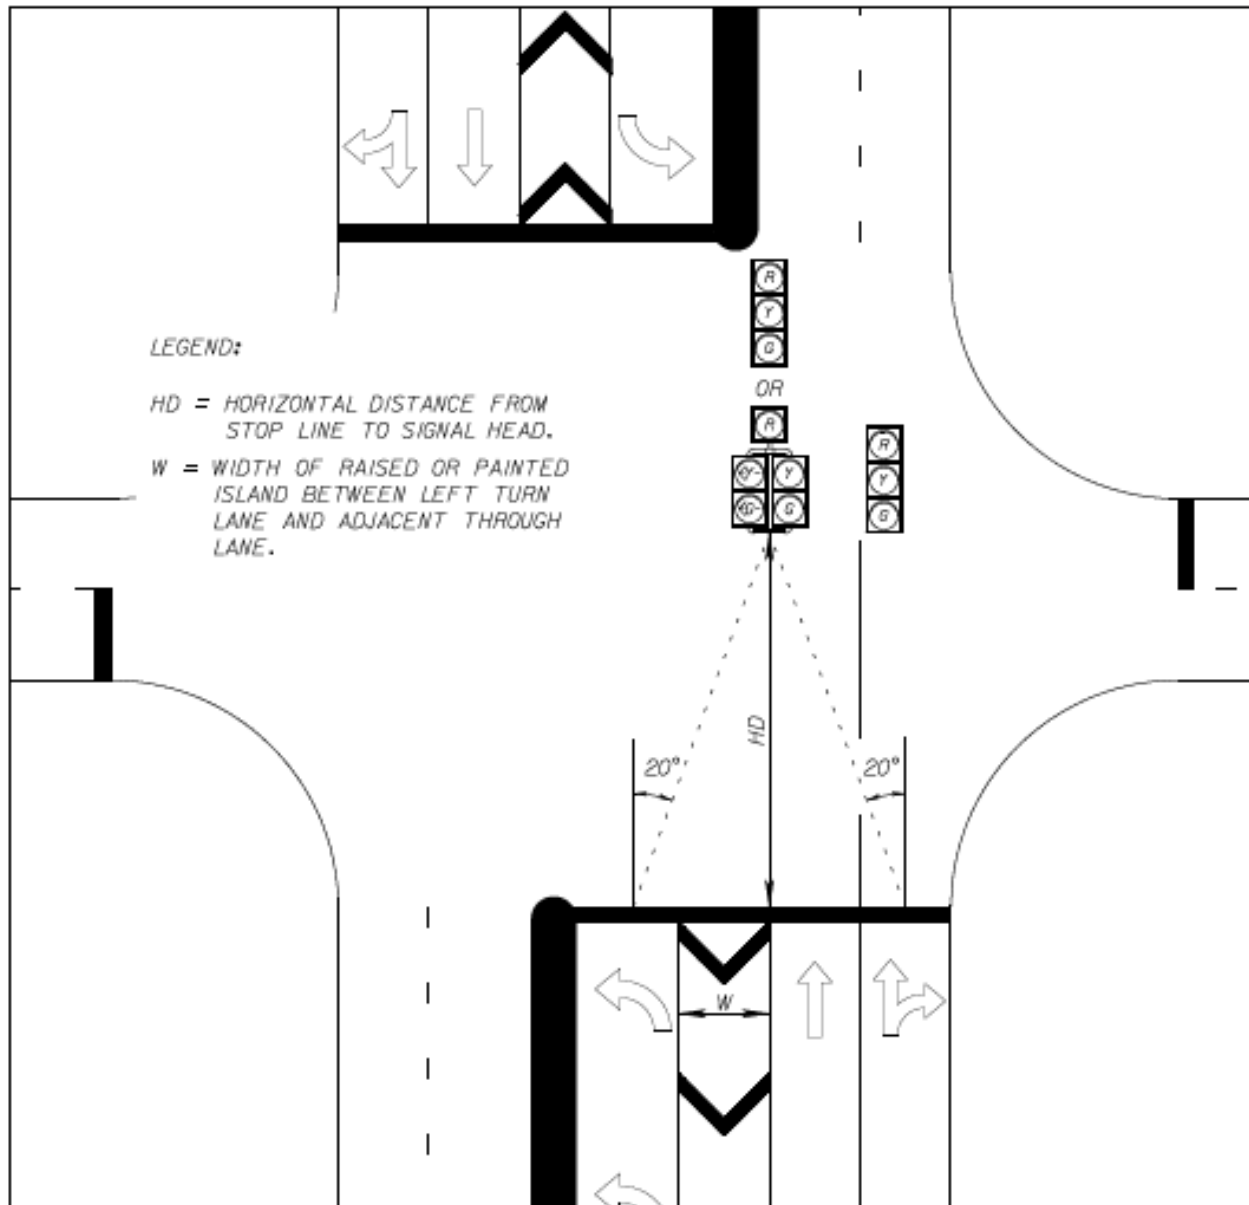 R
Y
G
OR
R
<Y- Y
<G- G
R
Y
G
LEGEND:
HD = HORIZONTAL DISTANCE FROM
STOP LINE TO SIGNAL HEAD.
W = WIDTH OF RAISED OR PAINTED
ISLAND BETWEEN LEFT TURN
LANE AND ADJACENT THROUGH
LANE.
HD
20°
20°
W